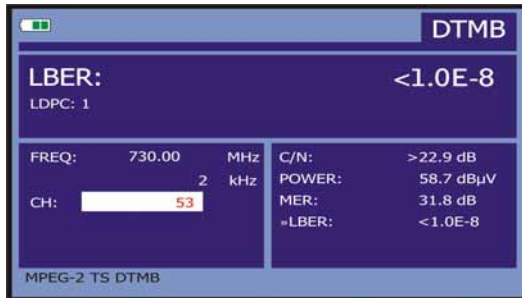 DTMB
LBER: <1.0E-8
LDPC: 1
FREQ: 730.00 MHz
2 kHz
CH: 53
C/N: >22.9 dB
POWER: 58.7 dBµV
MER: 31.8 dB
»LBER: <1.0E-8
MPEG-2 TS DTMB